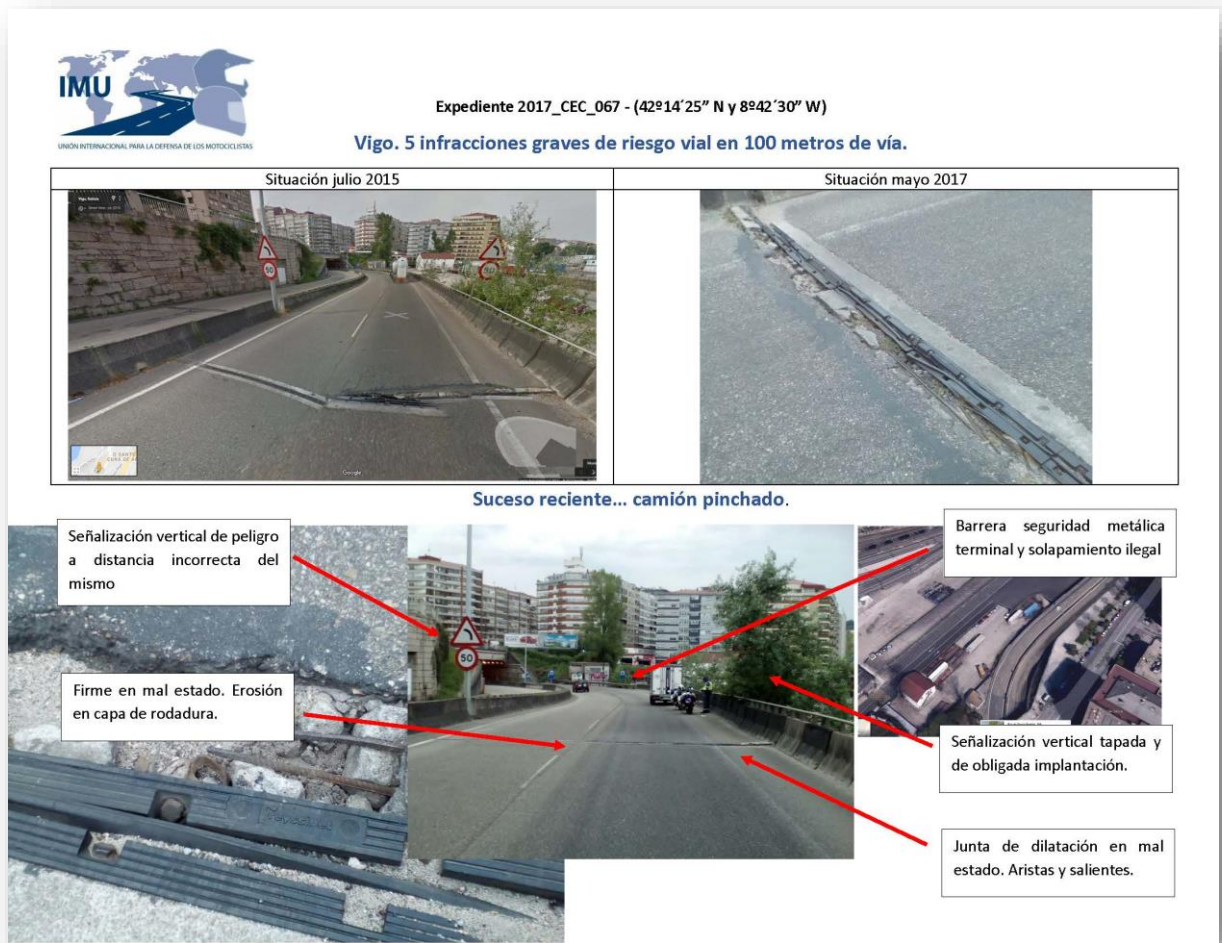 IMU
UNIÓN INTERNACIONAL PARA LA DEFENSA DE LOS MOTOCICLISTAS
Expediente 2017_CEC_067 - (42º14´25” N y 8º42´30” W)
Vigo. 5 infracciones graves de riesgo vial en 100 metros de vía.
Situación julio 2015
Situación mayo 2017
50
50
Google
Suceso reciente... camión pinchado.
Señalización vertical de peligro
a distancia incorrecta del
mismo
Firme en mal estado. Erosión
en capa de rodadura.
50
Barrera seguridad metálica
terminal y solapamiento ilegal
Señalización vertical tapada y
de obligada implantación.
Junta de dilatación en mal
estado. Aristas y salientes.